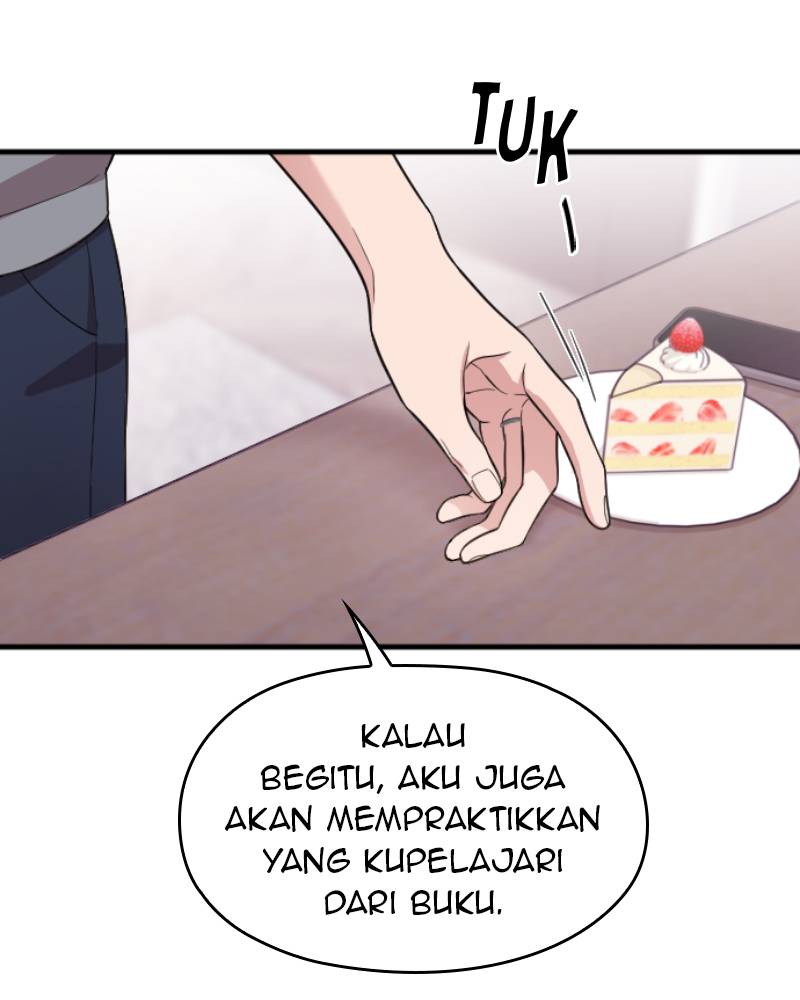 TUK
KALAU
BEGITU, AKU JUGA
AKAN MEMPRAKTIKKAN
YANG KUPELAJARI
DARI BUKU.